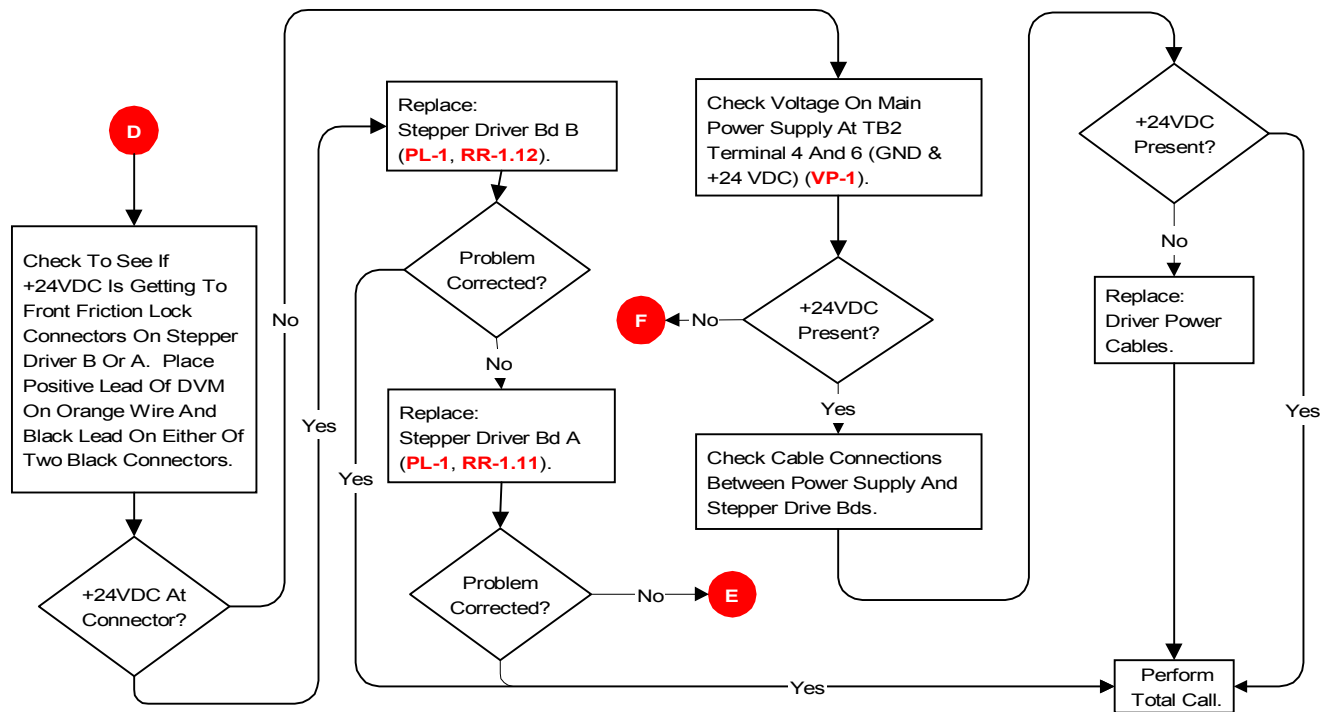 D
Check To See If
+24VDC Is Getting To
Front Friction Lock
Connectors On Stepper
Driver B Or A. Place
Positive Lead Of DVM
On Orange Wire And
Black Lead On Either Of
Two Black Connectors.
+24VDC At
Connector?
No
Yes
Replace:
Stepper Driver Bd B
(PL-1, RR-1.12).
Problem
Corrected?
Yes
No
Replace:
Stepper Driver Bd A
(PL-1, RR-1.11).
Problem
Corrected?
No
E
Yes
Check Voltage On Main
Power Supply At TB2
Terminal 4 And 6 (GND &
+24 VDC) (VP-1).
+24VDC
Present?
No
F
Yes
Check Cable Connections
Between Power Supply And
Stepper Drive Bds.
+24VDC
Present?
No
Replace:
Driver Power
Cables.
Yes
Perform
Total Call.